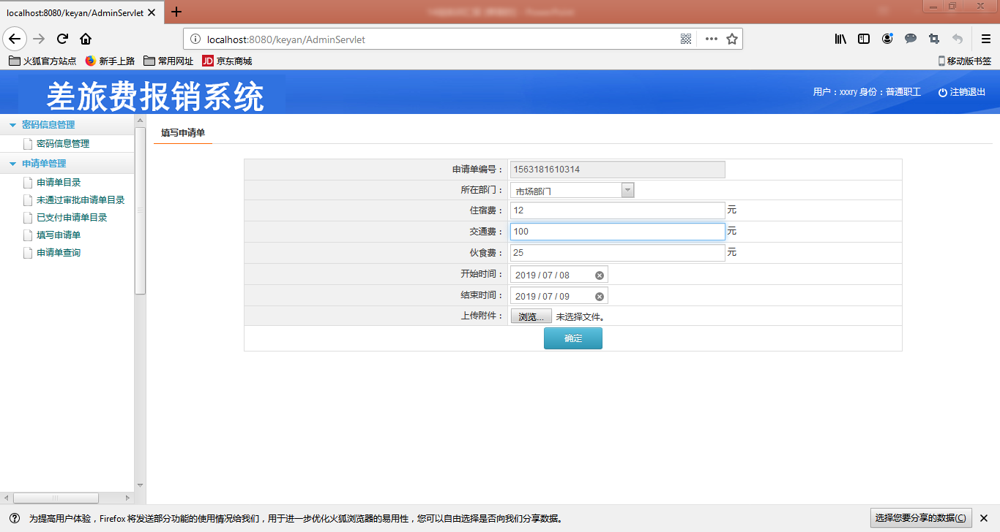 localhost:8080/keyan/AdminServlet
localhost:8080/keyan/AdminServlet
火狐官方站点 新手上路 常用网址 JD 京东商城 移动版书签
差旅费报销系统
用户：xxxry 身份：普通职工 注销退出
密码信息管理
密码信息管理
申请单管理
申请单目录
未通过审批申请单目录
已支付申请单目录
填写申请单
申请单查询
填写申请单
申请单编号： 1563181610314
所在部门： 市场部门
住宿费： 12 元
交通费： 100 元
伙食费： 25 元
开始时间： 2019 / 07 / 08
结束时间： 2019 / 07 / 09
上传附件： 浏览... 未选择文件。
确定
为提高用户体验，Firefox 将发送部分功能的使用情况给我们，用于进一步优化火狐浏览器的易用性，您可以自由选择是否向我们分享数据。 选择您要分享的数据(C)